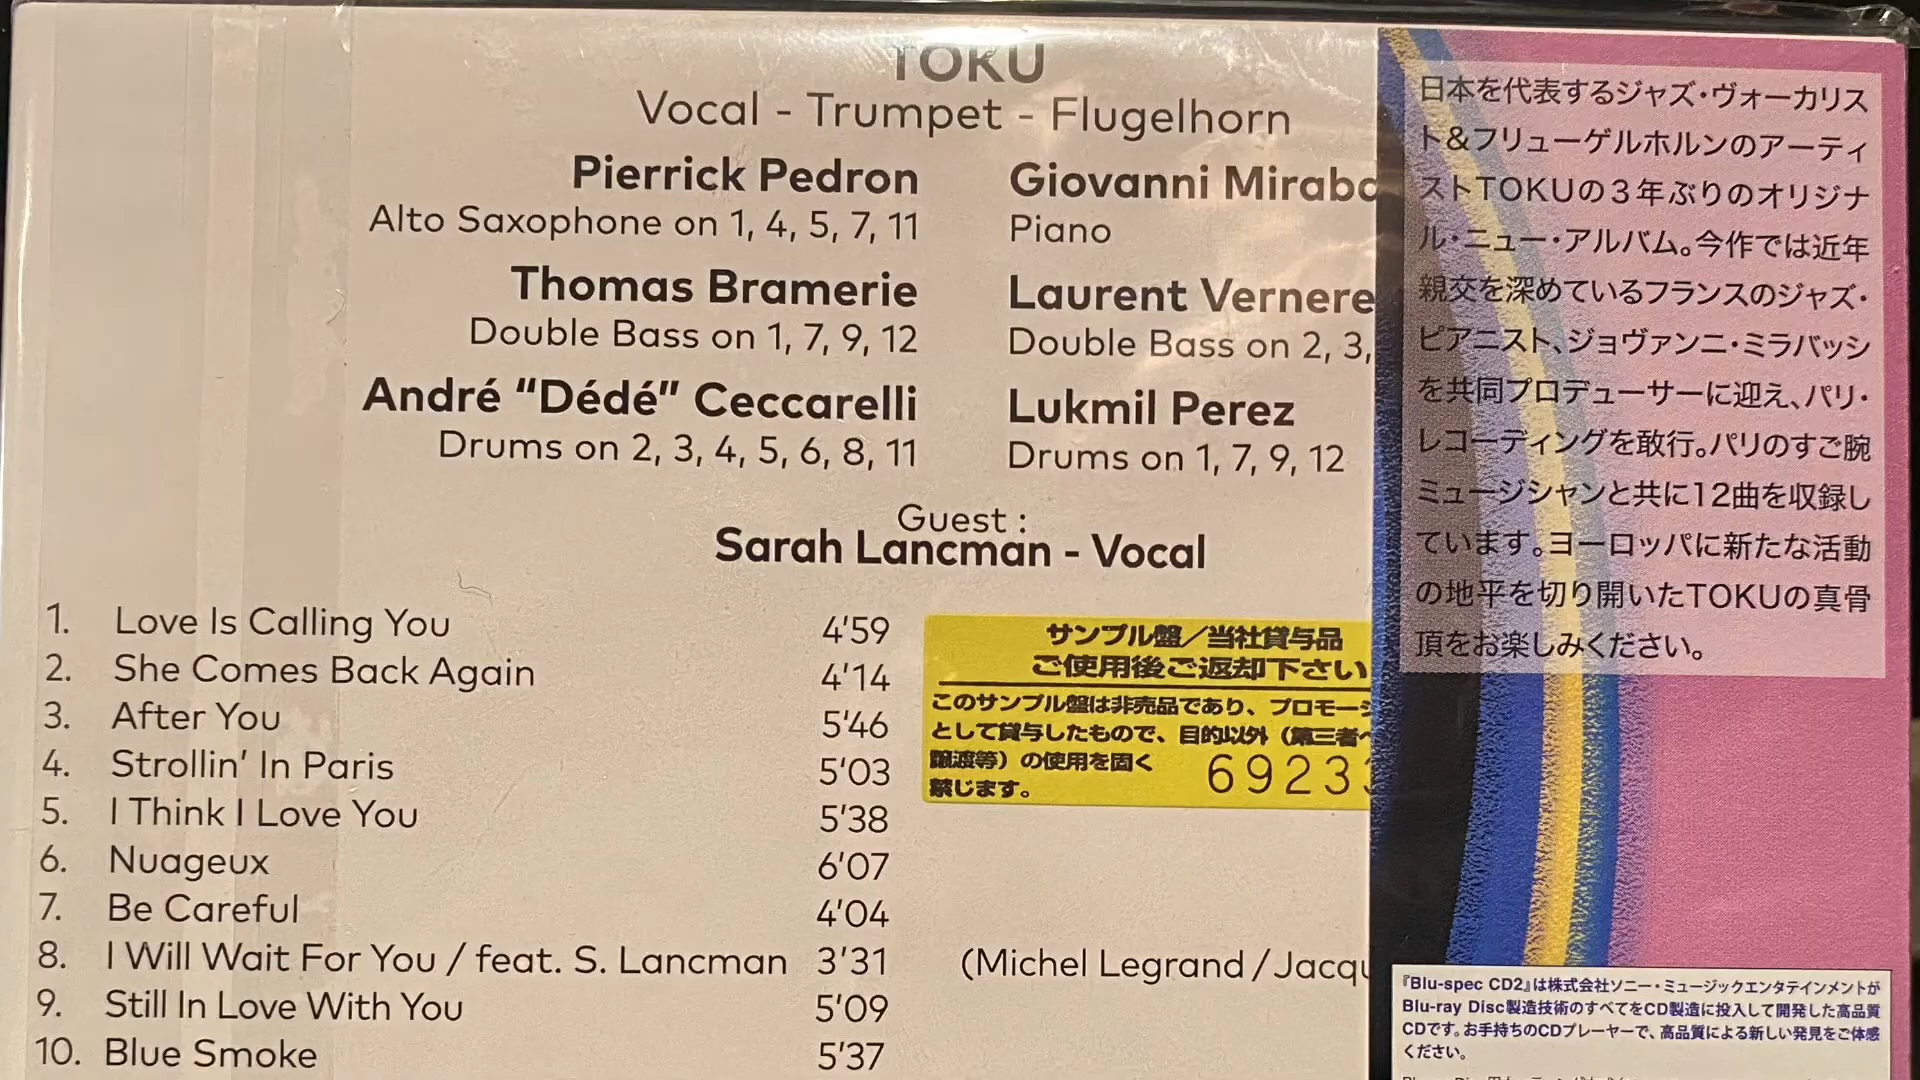 TOKU
Vocal - Trumpet - Flugelhorn
Pierrick Pedron
Alto Saxophone on 1, 4, 5, 7, 11
Giovanni
Piano
Thomas Bramerie
Double Bass on 1, 7, 9, 12
Laurent
Double Bass on 2, 3,
André “Dédé” Ceccarelli
Drums on 2, 3, 4, 5, 6, 8, 11
Lukmil Perez
Drums on 1, 7, 9, 12
Guest :
Sarah Lancman - Vocal
1. Love Is Calling You 4'59
2. She Comes Back Again 4'14
3. After You 5'46
4. Strollin' In Paris 5'03
5. I Think I Love You 5'38
6. Nuageux 6'07
7. Be Careful 4'04
8. I Will Wait For You / feat. S. Lancman 3'31 (Michel Legrand /
9. Still In Love With You 5'09
10. Blue Smoke 5'37
サンプル盤／当社貸与品
ご使用後ご返却下さい
このサンプル盤は非売品であり、プロモー
として貸与したもので、目的以外（第三者へ
譲渡等）の使用を固く
禁じます。
6923
日本を代表するジャズ・ヴォーカリス
ト&フリューゲルホルンのアーティ
ストTOKUの3年ぶりのオリジナ
ル・ニュー・アルバム。今作では近年
親交を深めているフランスのジャズ・
ピアニスト、ジョヴァンニ・ミラバッシ
を共同プロデューサーに迎え、パリ・
レコーディングを敢行。パリのすご腕
ミュージシャンと共に12曲を収録し
ています。ヨーロッパに新たな活動
の地平を切り開いたTOKUの真骨
頂をお楽しみください。
『Blu-spec CD2』は株式会社ソニー・ミュージックエンタテインメントが
Blu-ray Disc製造技術のすべてをCD製造に投入して開発した高品質
CDです。お手持ちのCDプレーヤーで、高品質による新しい発見をご体感
ください。